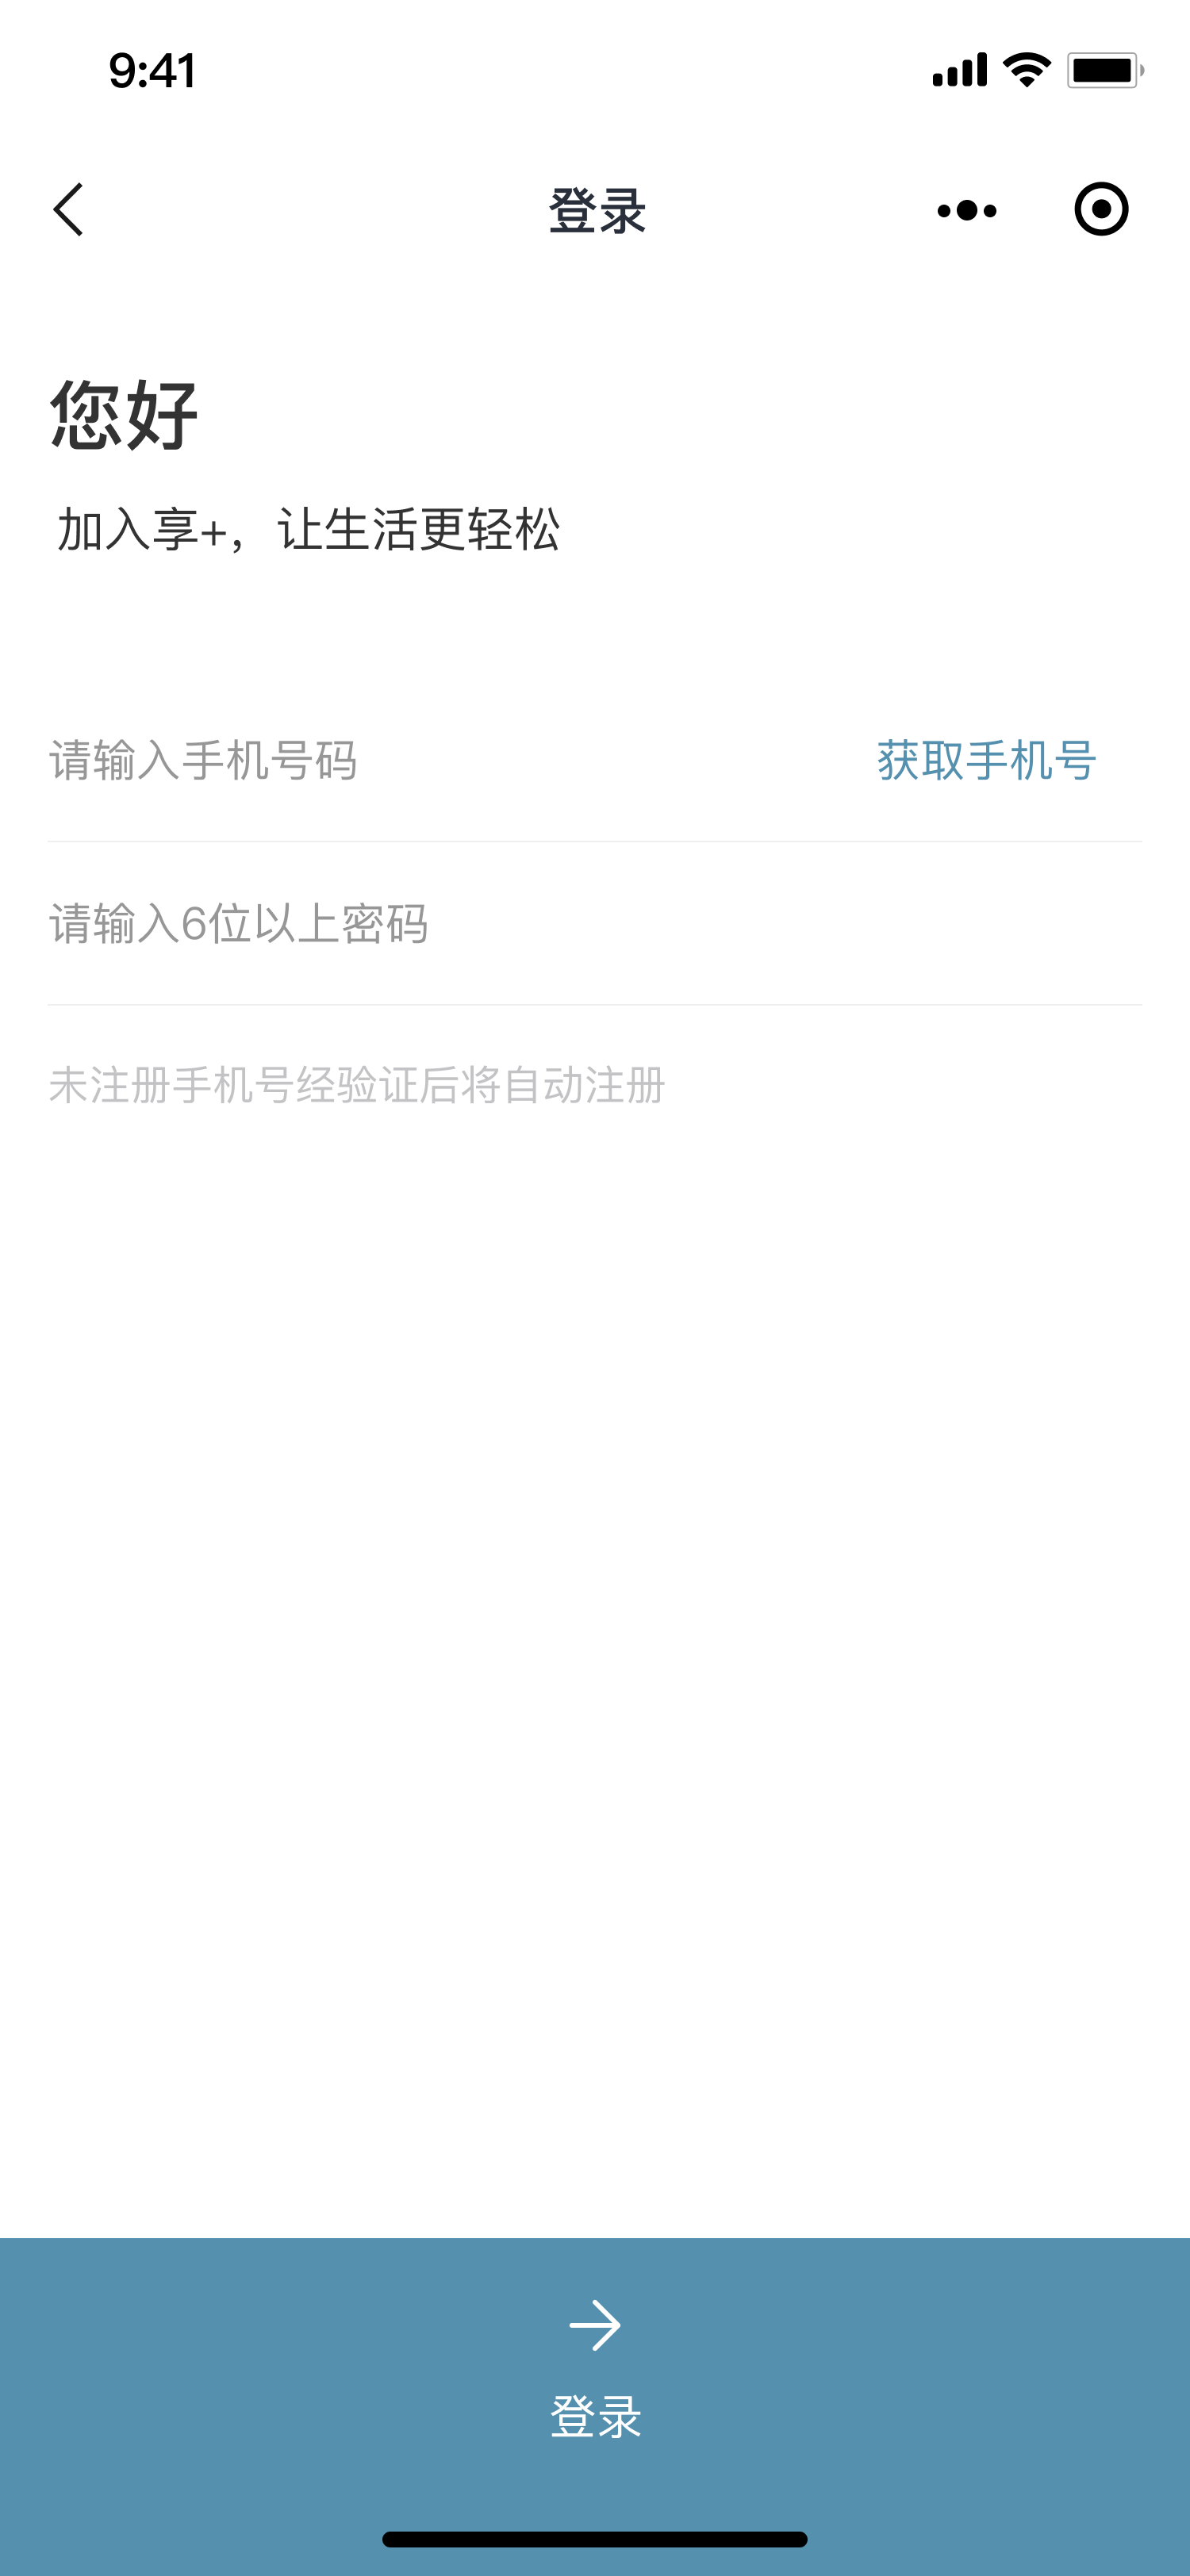 9:41
登录
您好
加入享+，让生活更轻松
请输入手机号码 获取手机号
请输入6位以上密码
未注册手机号经验证后将自动注册
登录